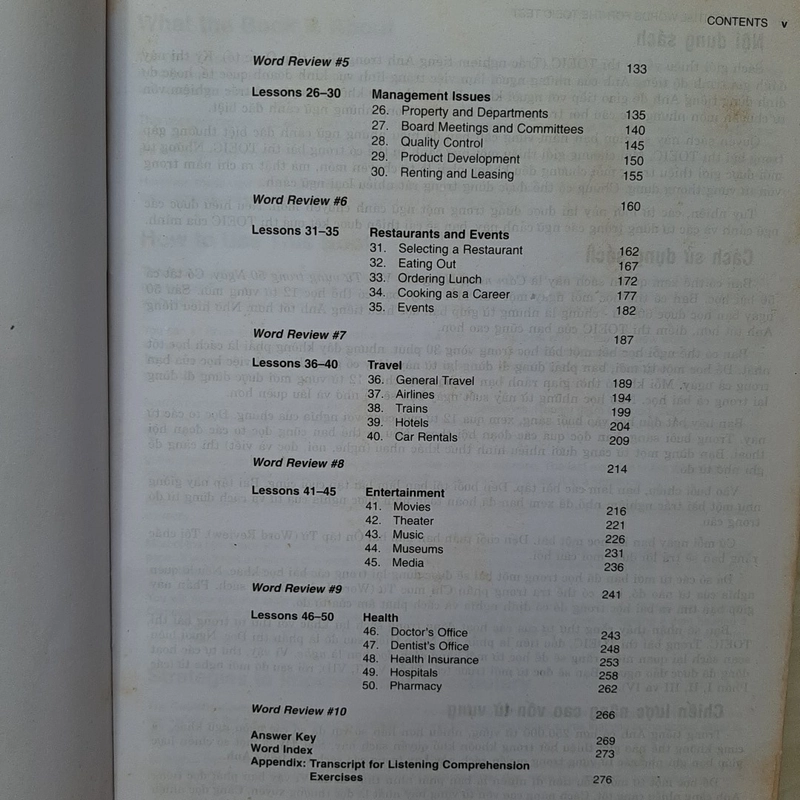 CONTENTS v
Word Review #5 133
Lessons 26–30 Management Issues
26. Property and Departments 135
27. Board Meetings and Committees 140
28. Quality Control 145
29. Product Development 150
30. Renting and Leasing 155
Word Review #6 160
Lessons 31–35 Restaurants and Events
31. Selecting a Restaurant 162
32. Eating Out 167
33. Ordering Lunch 172
34. Cooking as a Career 177
35. Events 182
Word Review #7 187
Lessons 36–40 Travel
36. General Travel 189
37. Airlines 194
38. Trains 199
39. Hotels 204
40. Car Rentals 209
Word Review #8 214
Lessons 41–45 Entertainment
41. Movies 216
42. Theater 221
43. Music 226
44. Museums 231
45. Media 236
Word Review #9 241
Lessons 46–50 Health
46. Doctor's Office 243
47. Dentist's Office 248
48. Health Insurance 253
49. Hospitals 258
50. Pharmacy 262
Word Review #10 266
Answer Key 269
Word Index 273
Appendix: Transcript for Listening Comprehension
Exercises 276